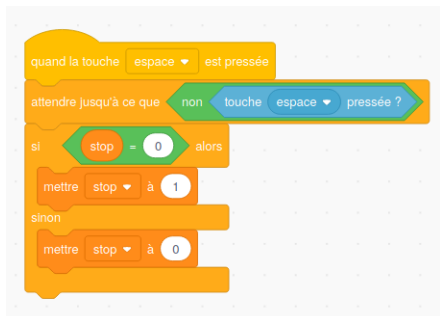 quand la touche espace est pressée
attendre jusqu'à ce que non touche espace pressée ?
si stop = 0 alors
mettre stop à 1
sinon
mettre stop à 0